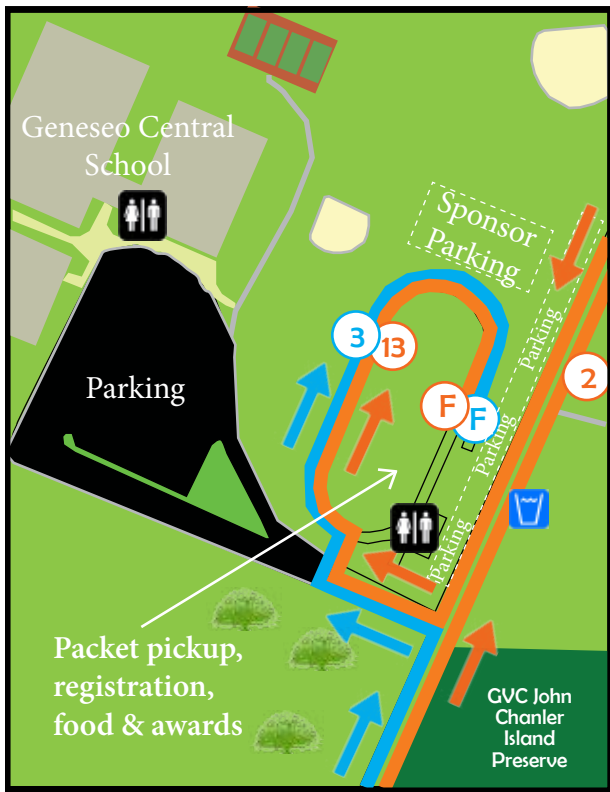 Geneseo Central
School
Sponsor
Parking
Parking
3
13
2
Parking
F
F
Parking
Parking
Packet pickup,
registration,
food & awards
GVC John
Chanler
Island
Preserve